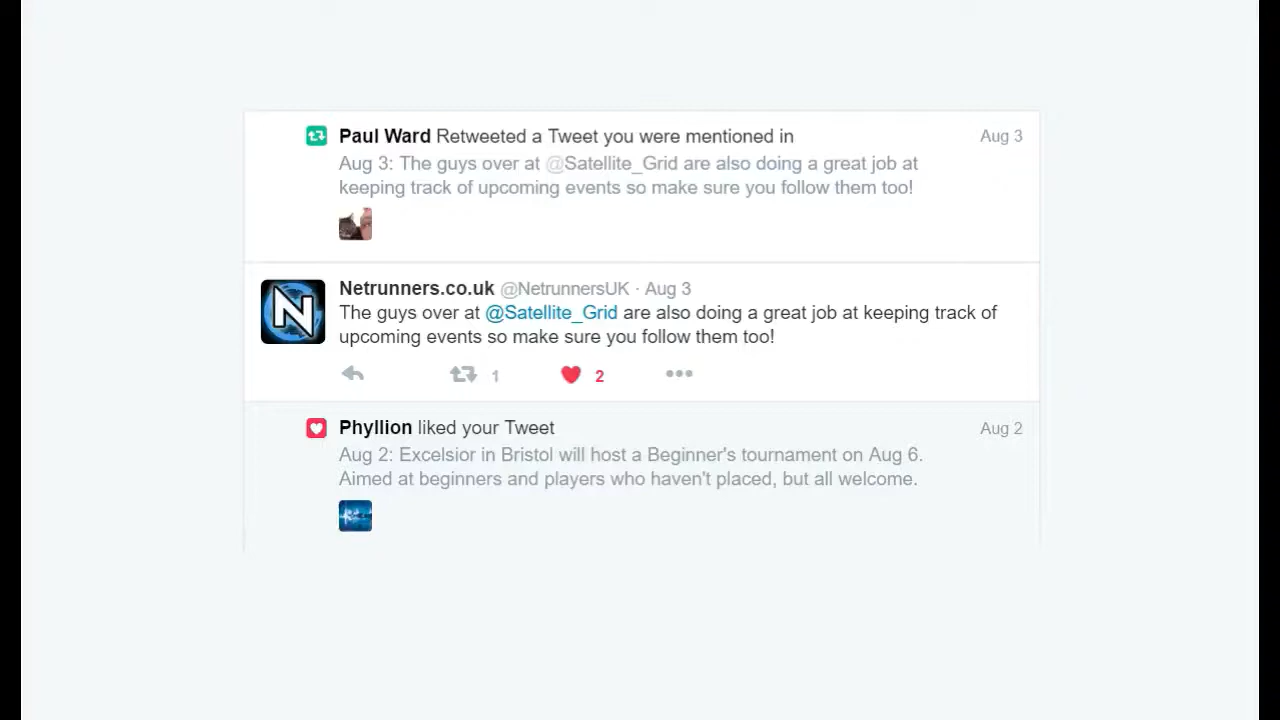 Paul Ward Retweeted a Tweet you were mentioned in Aug 3
Aug 3: The guys over at @Satellite_Grid are also doing a great job at
keeping track of upcoming events so make sure you follow them too!
Netrunners.co.uk @NetrunnersUK · Aug 3
The guys over at @Satellite_Grid are also doing a great job at keeping track of
upcoming events so make sure you follow them too!
1 2
Phyllion liked your Tweet Aug 2
Aug 2: Excelsior in Bristol will host a Beginner's tournament on Aug 6.
Aimed at beginners and players who haven't placed, but all welcome.